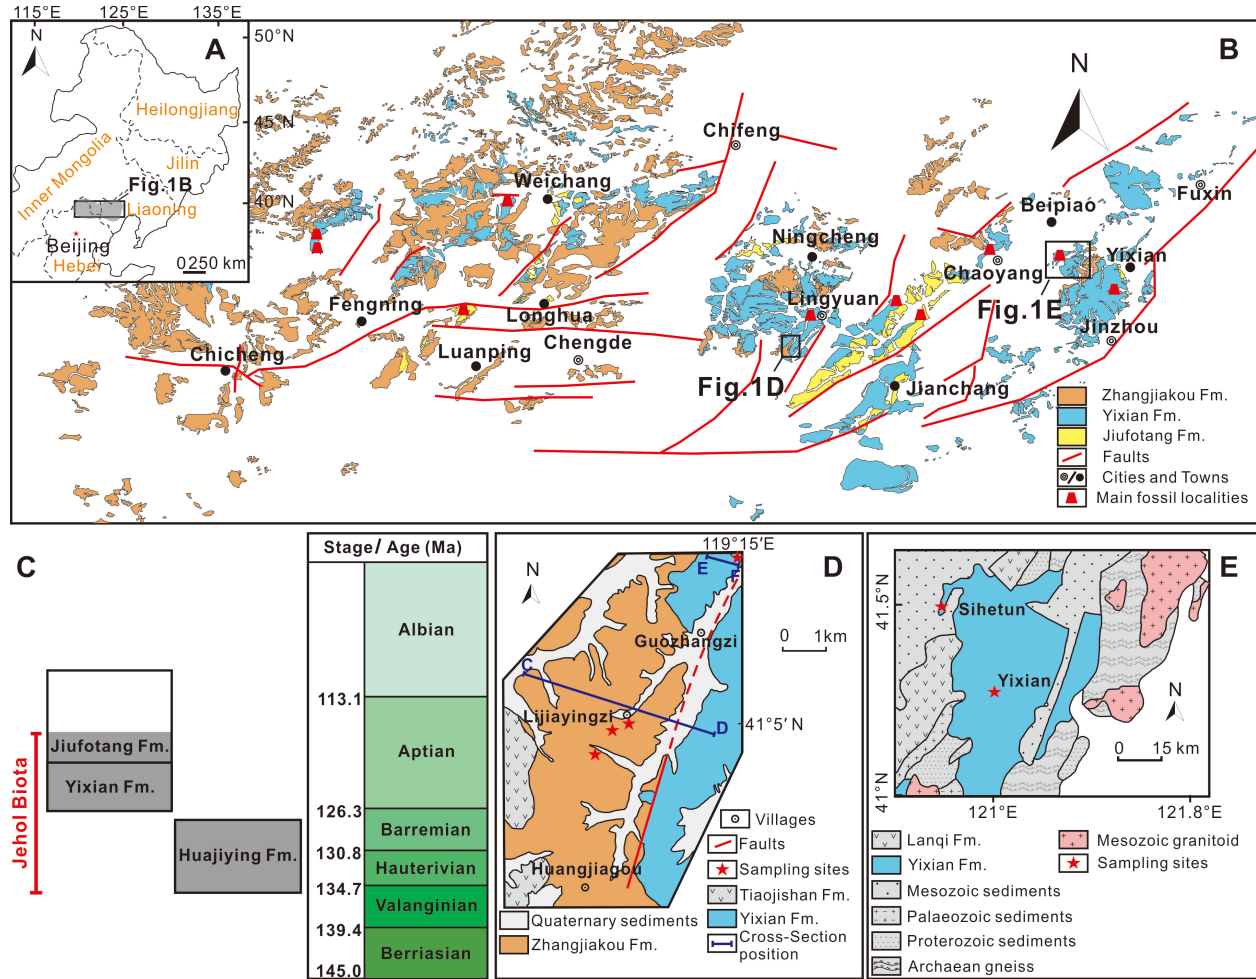 115°E 125°E 135°E
A
N
50°N
45°N
40°N
Heilongjiang
Inner Mongolia
Jilin
Fig.1B
Liaoning
Beijing
Hebei
0 250 km
B
N
Chifeng
Weichang
Fuxin
Beipiao
Ningcheng
Chaoyang
Yixian
Fengning
Longhua
Lingyuan
Fig.1E
Jinzhou
Chicheng
Luanping
Chengde
Fig.1D
Jianchang
Zhangjiakou Fm.
Yixian Fm.
Jiufotang Fm.
Faults
Cities and Towns
Main fossil localities
C
Jehol Biota
Jiufotang Fm.
Yixian Fm.
Huajiying Fm.
Stage/ Age (Ma)
Albian
113.1
Aptian
126.3
Barremian
130.8
Hauterivian
134.7
Valanginian
139.4
Berriasian
145.0
119°15′E
D
N
E F
Guozhangzi
0 1km
C
Lijiayingzi
D
41°5′ N
Huangjiagou
Villages
Faults
Sampling sites
Tiaojishan Fm.
Quaternary sediments
Yixian Fm.
Zhangjiakou Fm.
Cross-Section
position
E
41.5°N
Sihetun
Yixian
N
0 15 km
41°N
121°E 121.8°E
Lanqi Fm.
Mesozoic granitoid
Yixian Fm.
Sampling sites
Mesozoic sediments
Palaeozoic sediments
Proterozoic sediments
Archaean gneiss